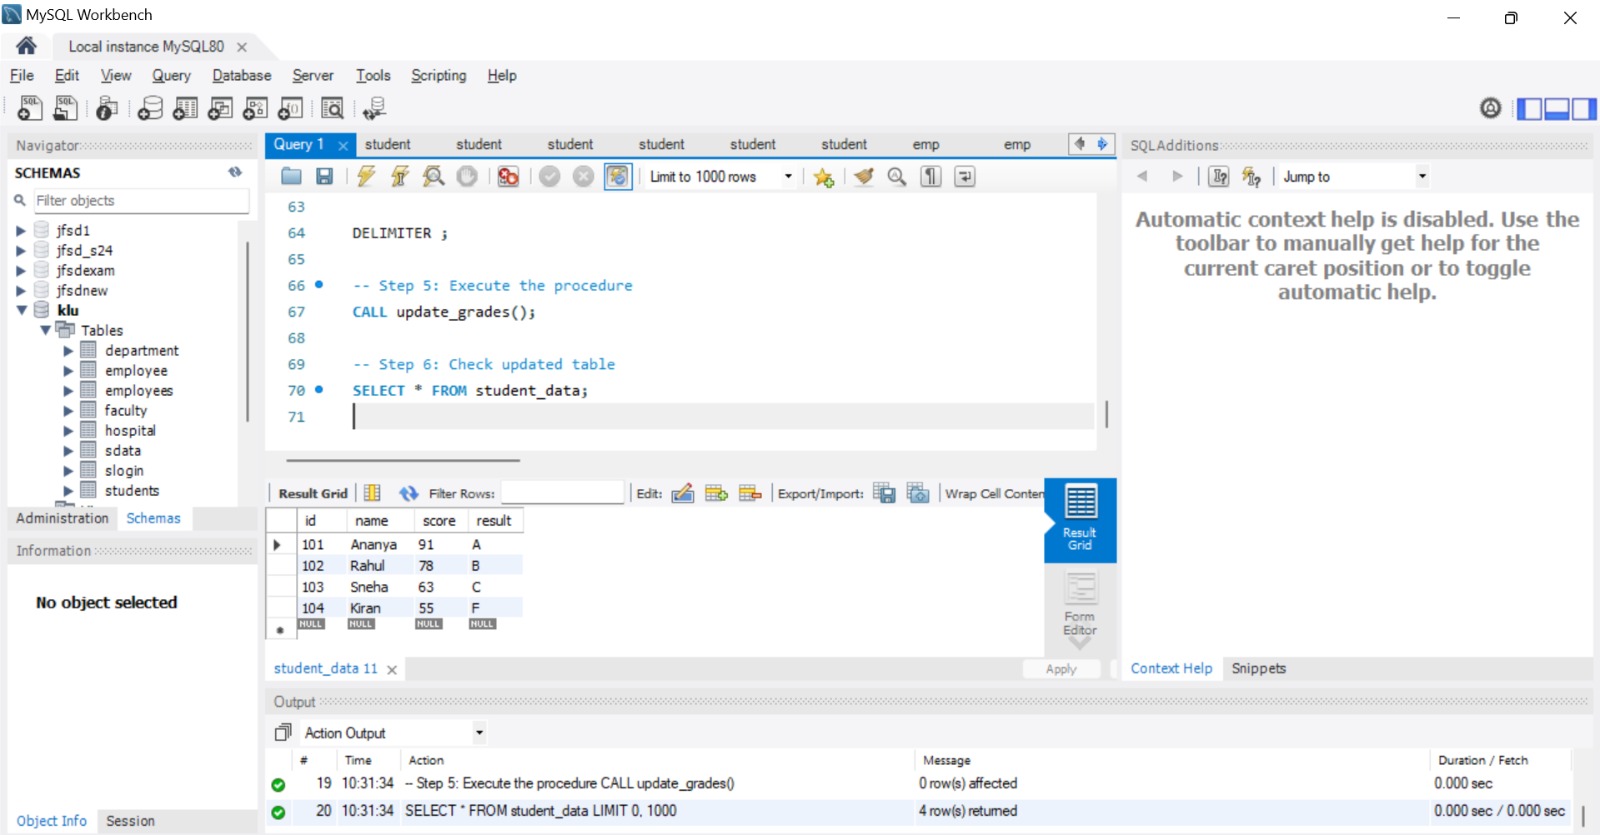 MySQL Workbench
Local instance MySQL80
File Edit View Query Database Server Tools Scripting Help
Navigator
SCHEMAS
Filter objects
jfsd1
jfsd_s24
jfsdexam
jfsdnew
klu
Tables
department
employee
employees
faculty
hospital
sdata
slogin
students
Administration Schemas
Information
No object selected
Object Info Session
Query 1 student student student student student student emp emp
Limit to 1000 rows
63
64 DELIMITER ;
65
66 -- Step 5: Execute the procedure
67 CALL update_grades();
68
69 -- Step 6: Check updated table
70 SELECT * FROM student_data;
71
Result Grid Filter Rows: Edit: Export/Import: Wrap Cell Conten
id name score result
101 Ananya 91 A
102 Rahul 78 B
103 Sneha 63 C
104 Kiran 55 F
NULL NULL NULL NULL
Result
Grid
Form
Editor
student_data 11
Apply
SQLAdditions
Jump to
Automatic context help is disabled. Use the
toolbar to manually get help for the
current caret position or to toggle
automatic help.
Context Help Snippets
Output
Action Output
# Time Action Message Duration / Fetch
19 10:31:34 -- Step 5: Execute the procedure CALL update_grades() 0 row(s) affected 0.000 sec
20 10:31:34 SELECT * FROM student_data LIMIT 0, 1000 4 row(s) returned 0.000 sec / 0.000 sec